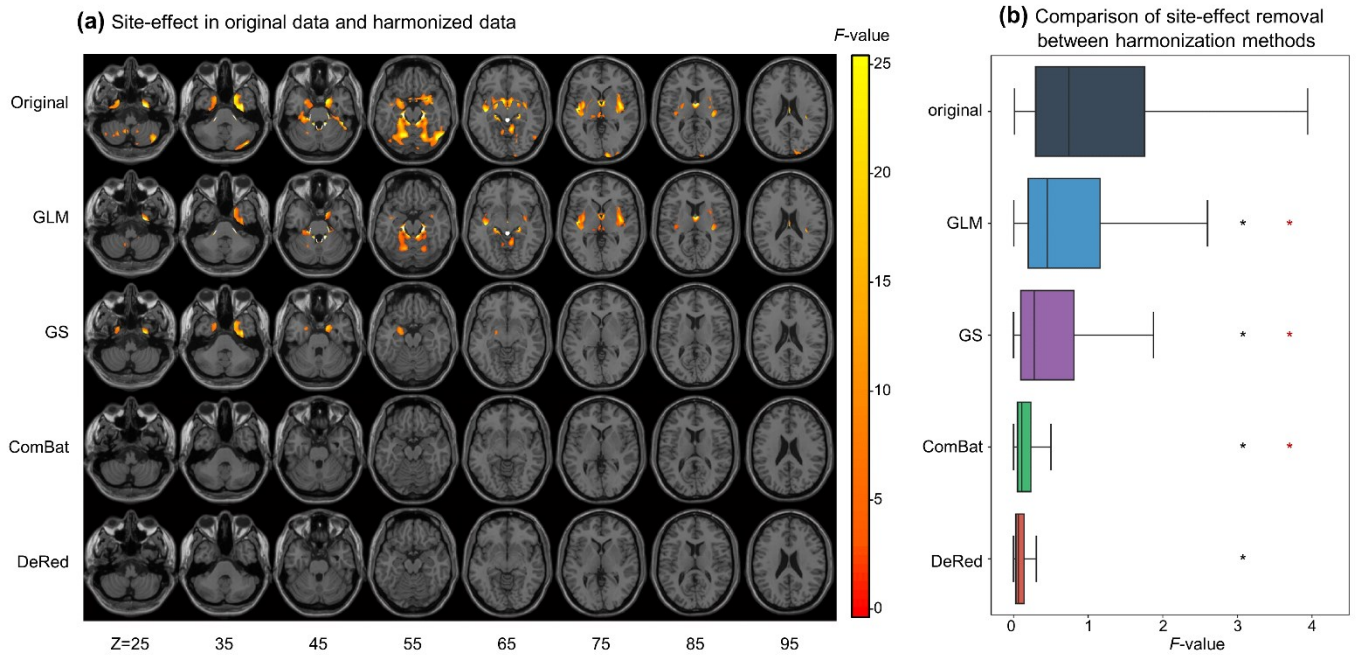 (a) Site-effect in original data and harmonized data
F-value
Original
GLM
GS
ComBat
DeRed
25
20
15
10
5
0
Z=25 35 45 55 65 75 85 95
(b) Comparison of site-effect removal
between harmonization methods
original
GLM * *
GS * *
ComBat * *
DeRed *
0 1 2 3 4
F-value